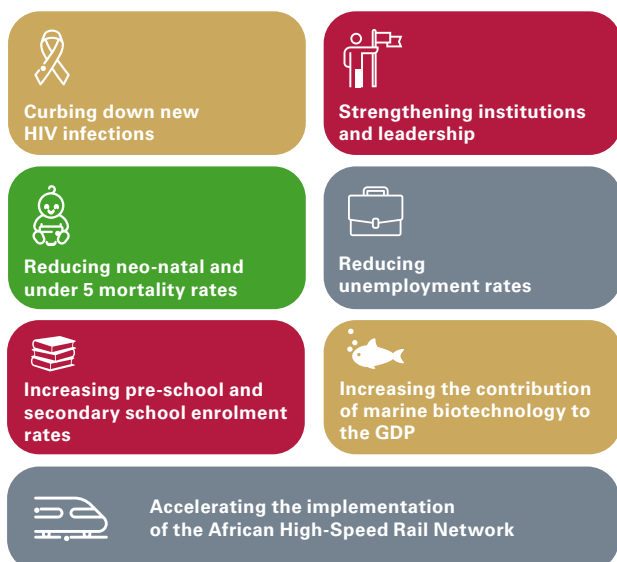 Curbing down new
HIV infections
Strengthening institutions
and leadership
Reducing neo-natal and
under 5 mortality rates
Reducing
unemployment rates
Increasing pre-school and
secondary school enrolment
rates
Increasing the contribution
of marine biotechnology to
the GDP
Accelerating the implementation
of the African High-Speed Rail Network